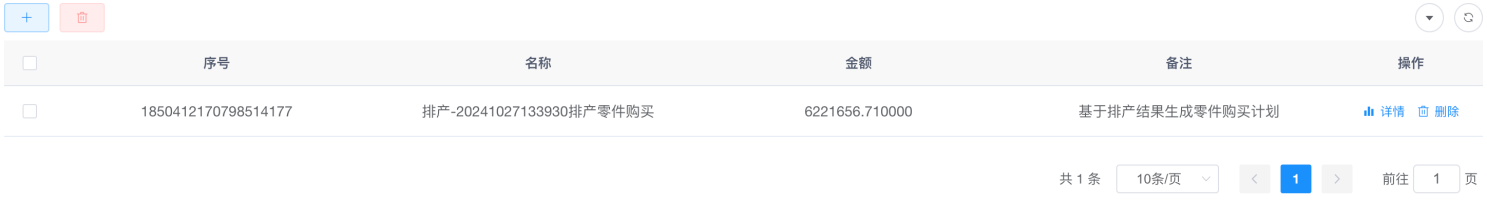 序号 名称 金额 备注 操作
1850412170798514177 排产-20241027133930排产零件购买 6221656.710000 基于排产结果生成零件购买计划 详情 删除
共 1 条 10条/页 1 前往 1 页